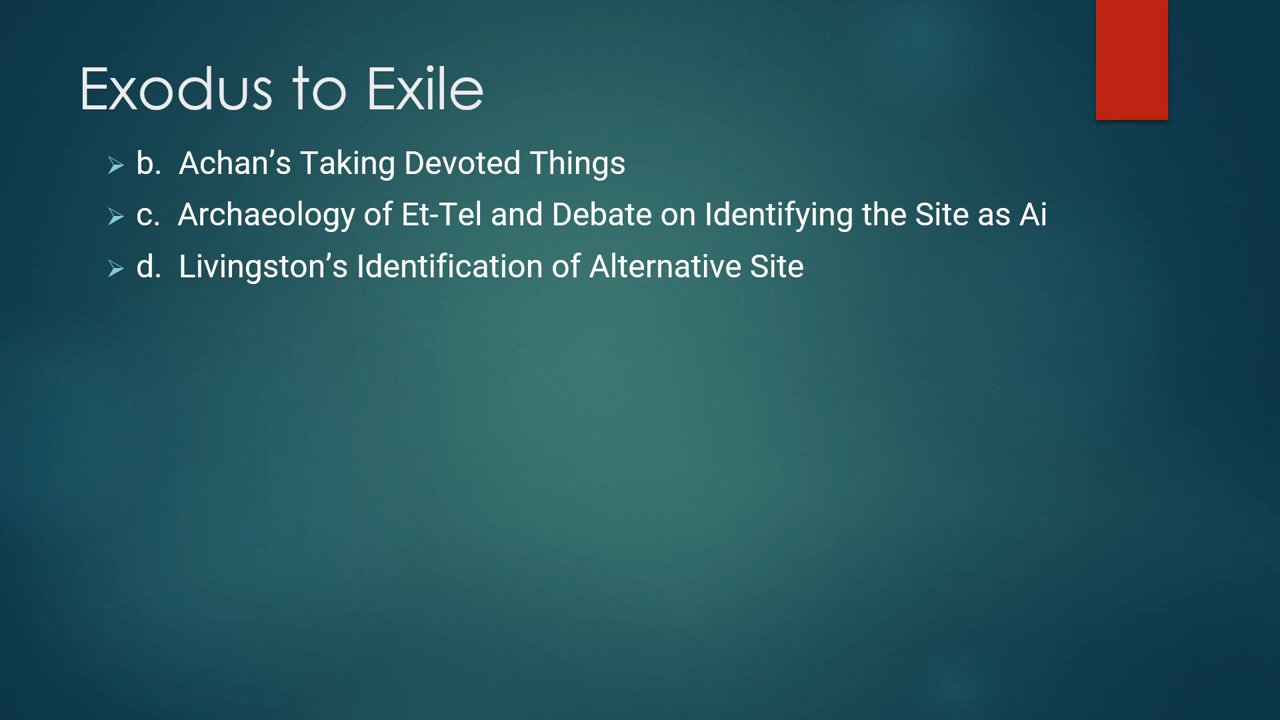 Exodus to Exile
b. Achan’s Taking Devoted Things
c. Archaeology of Et-Tel and Debate on Identifying the Site as Ai
d. Livingston’s Identification of Alternative Site